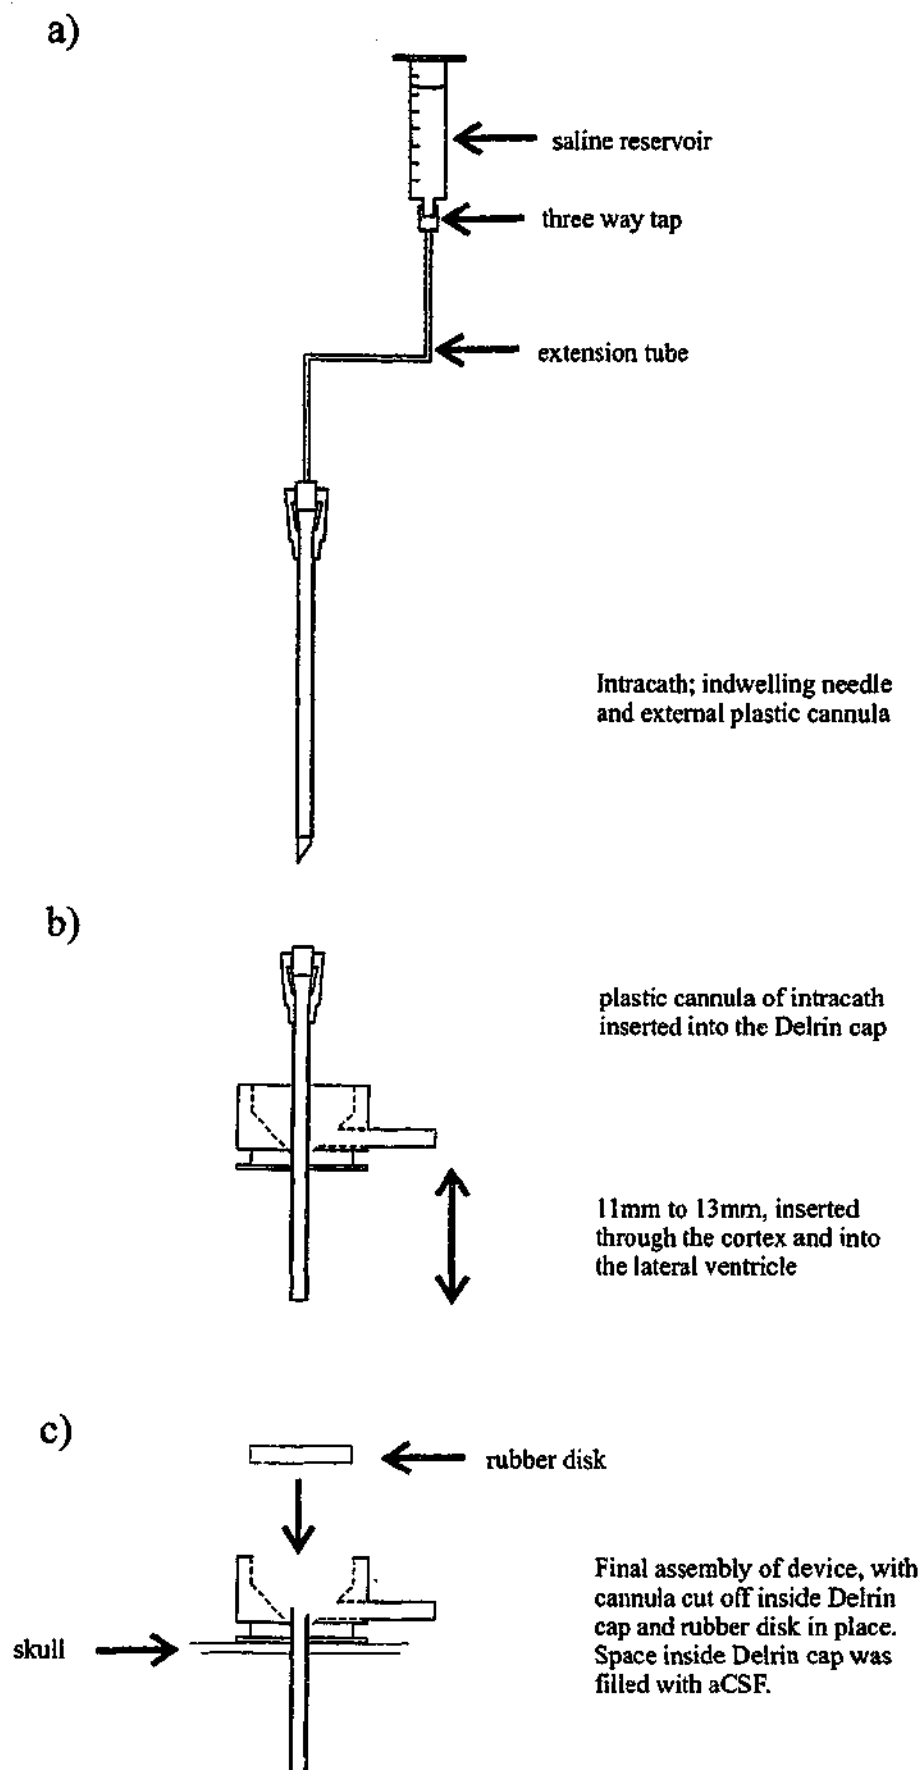 a)
saline reservoir
three way tap
extension tube
Intracath; indwelling needle
and external plastic cannula
b)
plastic cannula of intracath
inserted into the Delrin cap
11mm to 13mm, inserted
through the cortex and into
the lateral ventricle
c)
rubber disk
Final assembly of device, with
cannula cut off inside Delrin
cap and rubber disk in place.
Space inside Delrin cap was
filled with aCSF.
skull